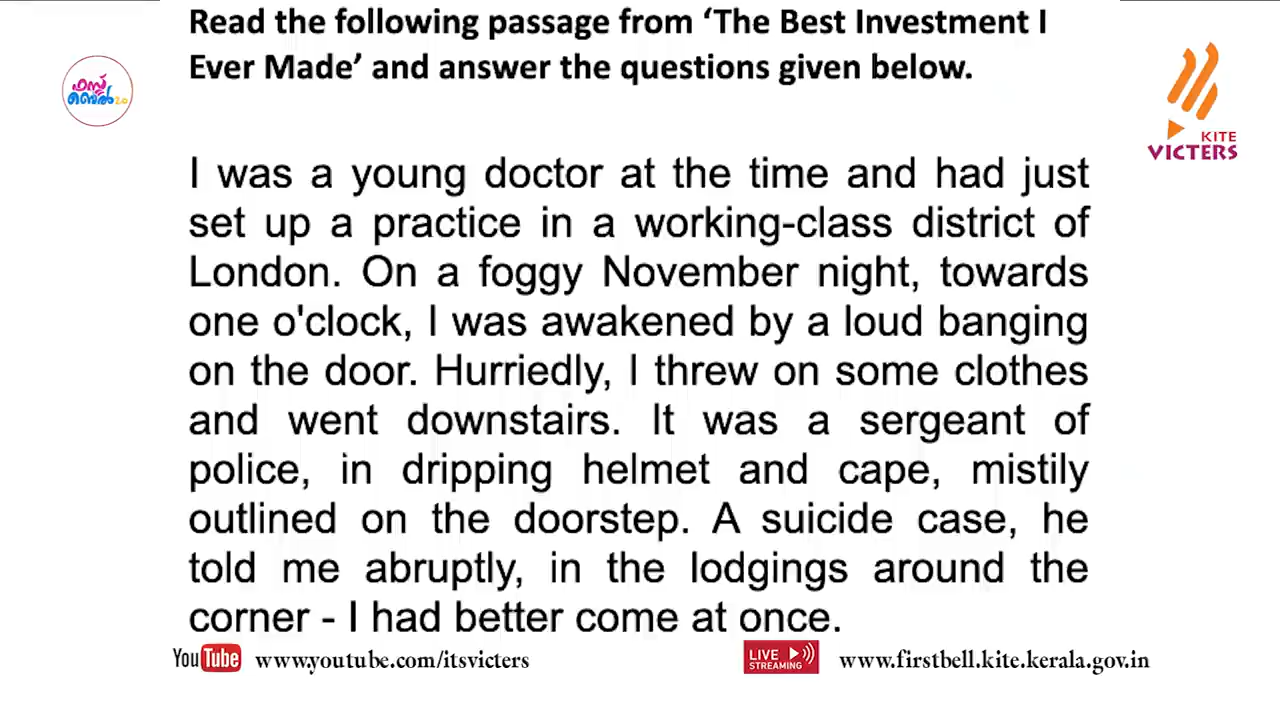 Read the following passage from ‘The Best Investment I
Ever Made’ and answer the questions given below.
ഫസ്റ്റ്
ബെൽ 2.0
KITE
VICTERS
I was a young doctor at the time and had just
set up a practice in a working-class district of
London. On a foggy November night, towards
one o'clock, I was awakened by a loud banging
on the door. Hurriedly, I threw on some clothes
and went downstairs. It was a sergeant of
police, in dripping helmet and cape, mistily
outlined on the doorstep. A suicide case, he
told me abruptly, in the lodgings around the
corner - I had better come at once.
YouTube www.youtube.com/itsvicters
LIVE
STREAMING
www.firstbell.kite.kerala.gov.in